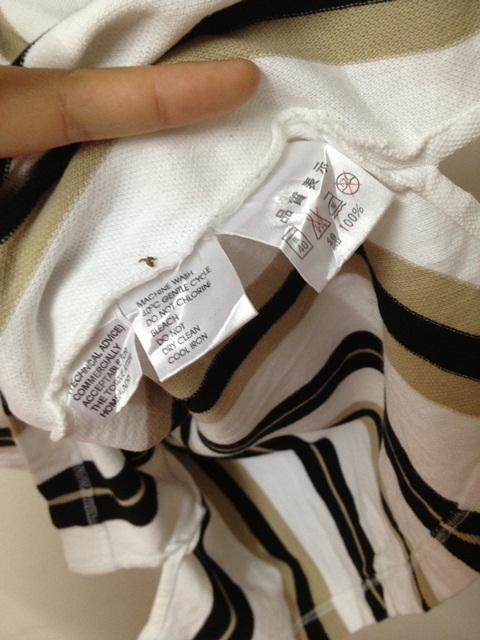 品質表示
40
綿 100%
MACHINE WASH
40°C GENTLE CYCLE
DO NOT CHLORINE
BLEACH
DO NOT
DRY CLEAN
COOL IRON
(TECHNICAL ADVICE)
COMMERCIALLY
ACCEPTABLE
THE